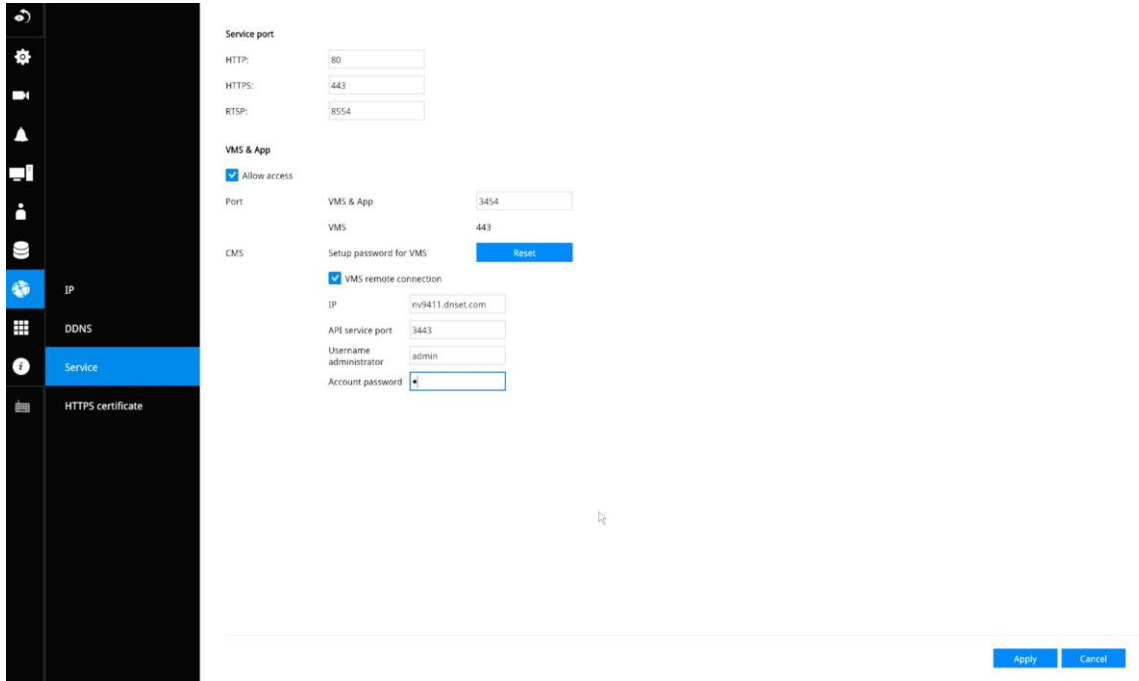 Service port
HTTP: 80
HTTPS: 443
RTSP: 8554
VMS & App
Allow access
Port VMS & App 3454
VMS 443
CMS Setup password for VMS Reset
VMS remote connection
IP nv9411.dnset.com
API service port 3443
Username
administrator admin
Account password •
IP
DDNS
Service
HTTPS certificate
Apply Cancel